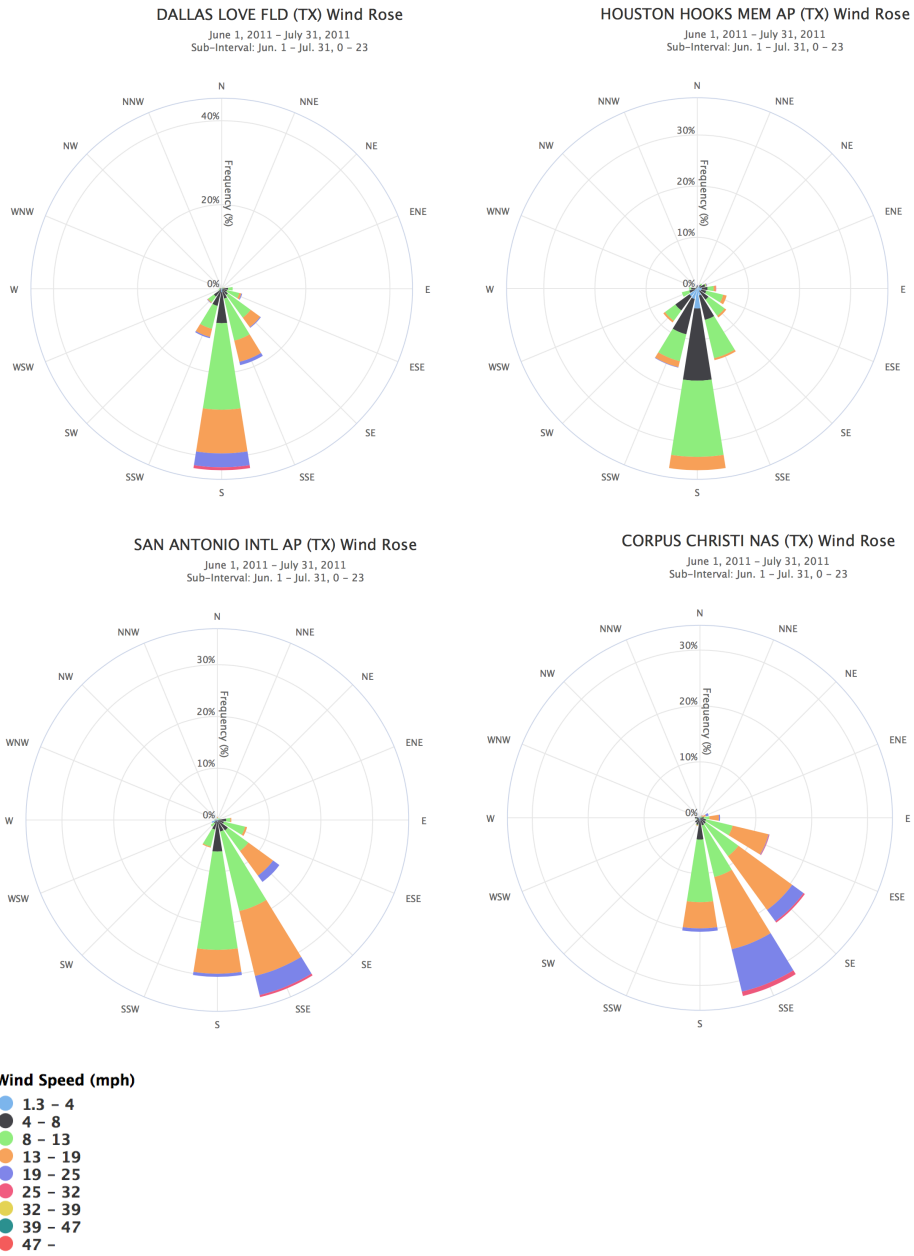 DALLAS LOVE FLD (TX) Wind Rose
June 1, 2011 – July 31, 2011
Sub-Interval: Jun. 1 – Jul. 31, 0 – 23
N
NNW
NNE
40%
NW
NE
Frequency (%)
20%
WNW
ENE
0%
W
E
WSW
ESE
SW
SE
SSW
SSE
S
HOUSTON HOOKS MEM AP (TX) Wind Rose
June 1, 2011 – July 31, 2011
Sub-Interval: Jun. 1 – Jul. 31, 0 – 23
N
NNW
NNE
30%
NW
NE
Frequency (%)
20%
WNW
ENE
10%
0%
W
E
WSW
ESE
SW
SE
SSW
SSE
S
SAN ANTONIO INTL AP (TX) Wind Rose
June 1, 2011 – July 31, 2011
Sub-Interval: Jun. 1 – Jul. 31, 0 – 23
N
NNW
NNE
30%
NW
NE
Frequency (%)
20%
WNW
ENE
10%
0%
W
E
WSW
ESE
SW
SE
SSW
SSE
S
CORPUS CHRISTI NAS (TX) Wind Rose
June 1, 2011 – July 31, 2011
Sub-Interval: Jun. 1 – Jul. 31, 0 – 23
N
NNW
NNE
30%
NW
NE
Frequency (%)
20%
WNW
ENE
10%
0%
W
E
WSW
ESE
SW
SE
SSW
SSE
S
Wind Speed (mph)
1.3 – 4
4 – 8
8 – 13
13 – 19
19 – 25
25 – 32
32 – 39
39 – 47
47 –